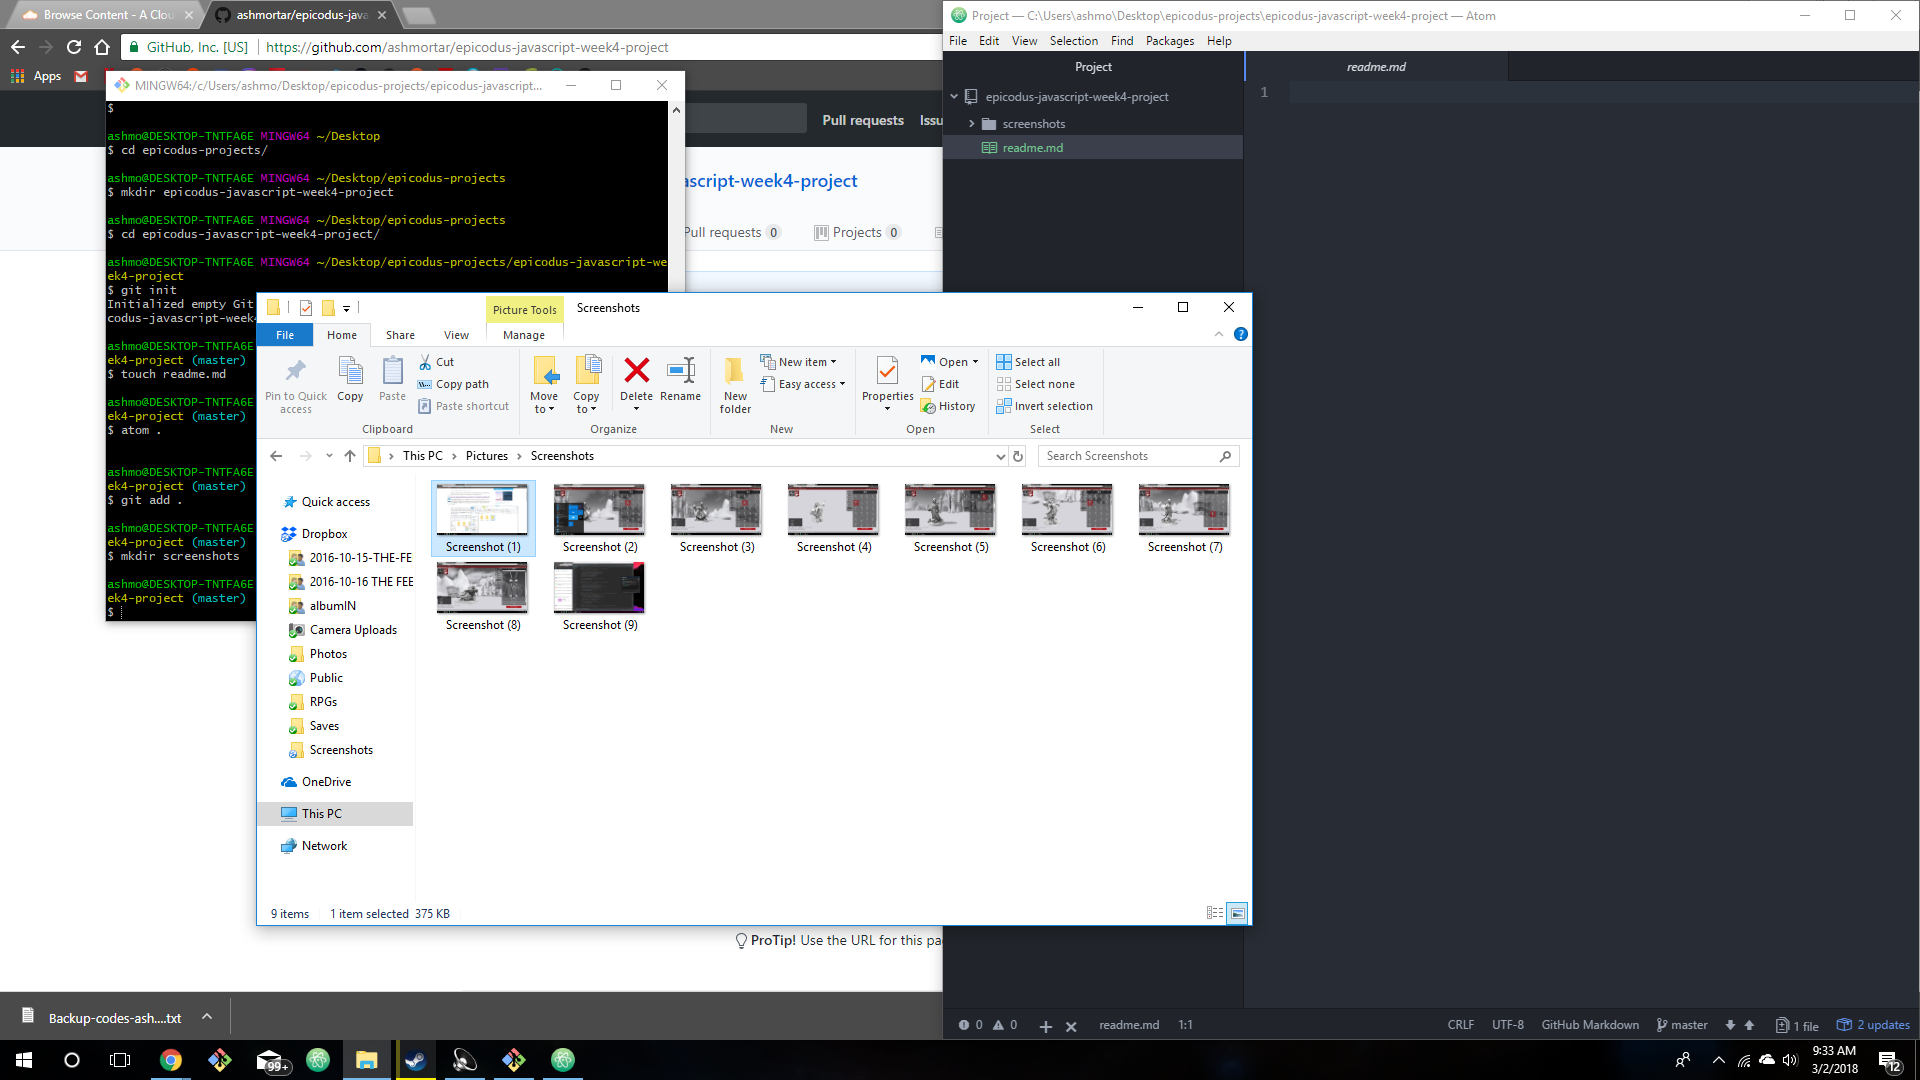 Browse Content - A Clou
ashmortar/epicodus-java
GitHub, Inc. [US]
https://github.com/ashmortar/epicodus-javascript-week4-project
Apps
Pull requests
Issu
ascript-week4-project
Pull requests 0
Projects 0
MINGW64:/c/Users/ashmo/Desktop/epicodus-projects/epicodus-javascript...
$
ashmo@DESKTOP-TNTFA6E MINGW64 ~/Desktop
$ cd epicodus-projects/
ashmo@DESKTOP-TNTFA6E MINGW64 ~/Desktop/epicodus-projects
$ mkdir epicodus-javascript-week4-project
ashmo@DESKTOP-TNTFA6E MINGW64 ~/Desktop/epicodus-projects
$ cd epicodus-javascript-week4-project/
ashmo@DESKTOP-TNTFA6E MINGW64 ~/Desktop/epicodus-projects/epicodus-javascript-we
ek4-project
$ git init
Initialized empty Git
codus-javascript-week4
ashmo@DESKTOP-TNTFA6E
ek4-project (master)
$ touch readme.md
ashmo@DESKTOP-TNTFA6E
ek4-project (master)
$ atom .
ashmo@DESKTOP-TNTFA6E
ek4-project (master)
$ git add .
ashmo@DESKTOP-TNTFA6E
ek4-project (master)
$ mkdir screenshots
ashmo@DESKTOP-TNTFA6E
ek4-project (master)
$
Picture Tools
Screenshots
File
Home
Share
View
Manage
Pin to Quick access
Copy
Paste
Cut
Copy path
Paste shortcut
Clipboard
Move to
Copy to
Delete
Rename
Organize
New folder
New item
Easy access
New
Properties
Open
Edit
History
Open
Select all
Select none
Invert selection
Select
This PC
Pictures
Screenshots
Search Screenshots
Quick access
Dropbox
2016-10-15-THE-FE
2016-10-16 THE FEE
albumIN
Camera Uploads
Photos
Public
RPGs
Saves
Screenshots
OneDrive
This PC
Network
Screenshot (1)
Screenshot (2)
Screenshot (3)
Screenshot (4)
Screenshot (5)
Screenshot (6)
Screenshot (7)
Screenshot (8)
Screenshot (9)
9 items
1 item selected 375 KB
ProTip! Use the URL for this pa
Backup-codes-ash....txt
Project — C:\Users\ashmo\Desktop\epicodus-projects\epicodus-javascript-week4-project — Atom
File
Edit
View
Selection
Find
Packages
Help
Project
epicodus-javascript-week4-project
screenshots
readme.md
readme.md
1
0
0
readme.md
1:1
CRLF
UTF-8
GitHub Markdown
master
1 file
2 updates
99+
9:33 AM
3/2/2018
12